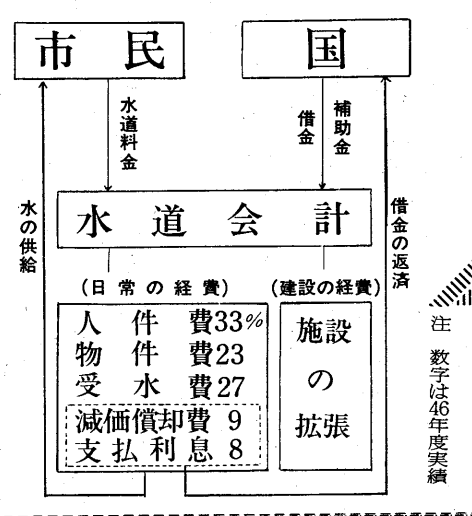 市民
国
水道料金
借金
補助金
水の供給
水道会計
借金の返済
(日常の経費)
(建設の経費)
人件費33%
物件費23
受水費27
減価償却費 9
支払利息 8
施設
の
拡張
注 数字は46年度実績